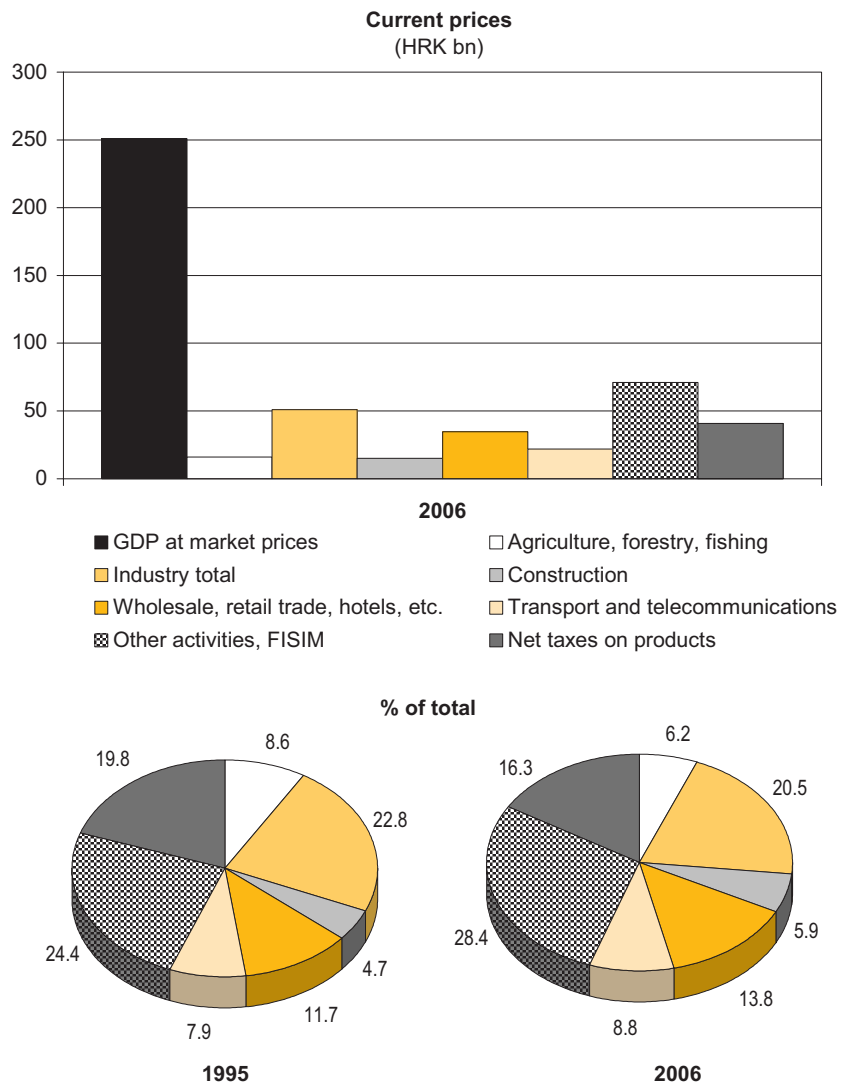 Current prices
(HRK bn)
300
250
200
150
100
50
0
2006
GDP at market prices
Agriculture, forestry, fishing
Industry total
Construction
Wholesale, retail trade, hotels, etc.
Transport and telecommunications
Other activities, FISIM
Net taxes on products
% of total
19.8
8.6
22.8
4.7
11.7
7.9
24.4
1995
16.3
6.2
20.5
5.9
13.8
8.8
28.4
2006